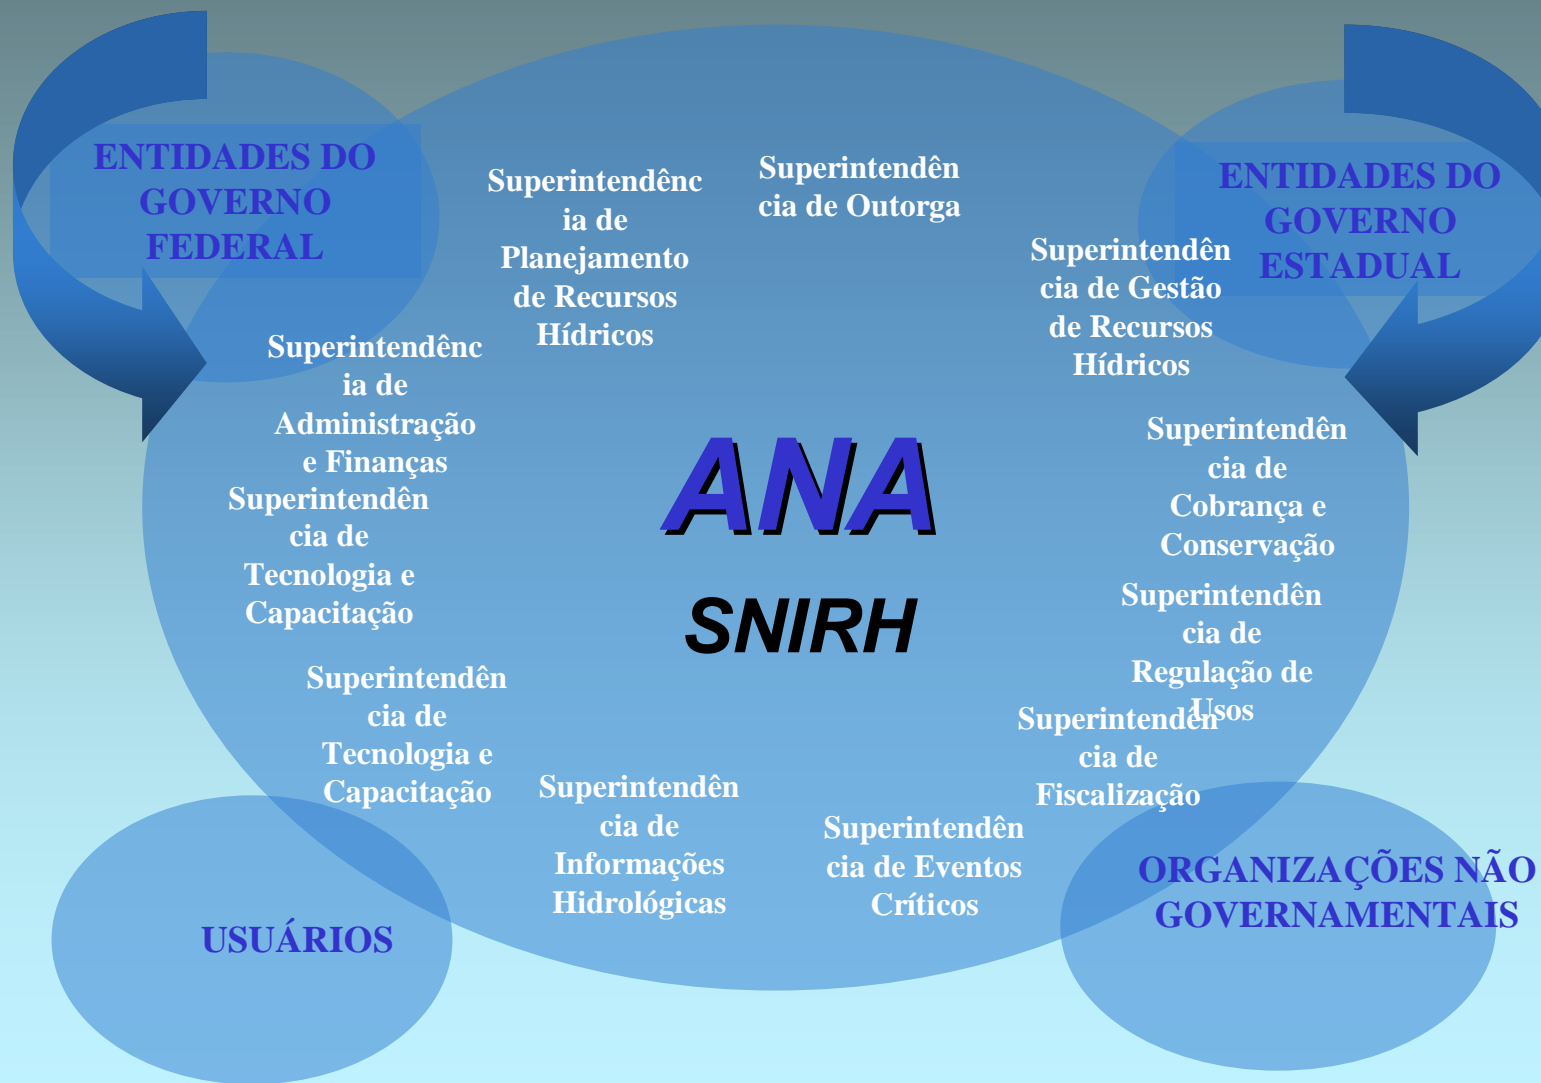 ENTIDADES DO
GOVERNO
FEDERAL
Superintendênc
ia de
Planejamento
de Recursos
Hídricos
Superintendên
cia de Outorga
ENTIDADES DO
GOVERNO
ESTADUAL
Superintendên
cia de Gestão
de Recursos
Hídricos
Superintendênc
ia de
Administração
e Finanças
Superintendên
cia de
Cobrança e
Conservação
ANA
SNIRH
Superintendên
cia de
Tecnologia e
Capacitação
Superintendên
cia de
Regulação de
Usos
Superintendên
cia de
Tecnologia e
Capacitação
Superintendên
cia de
Fiscalização
Superintendên
cia de
Informações
Hidrológicas
Superintendên
cia de Eventos
Críticos
USUÁRIOS
ORGANIZAÇÕES NÃO
GOVERNAMENTAIS